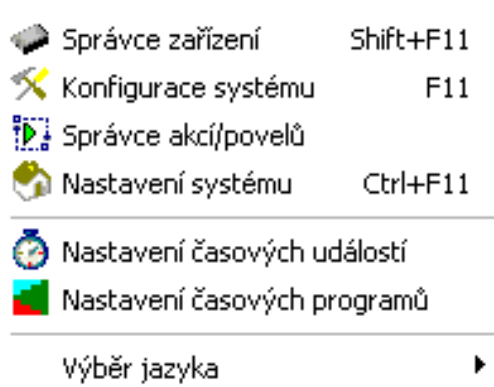 Správce zařízení Shift+F11
Konfigurace systému F11
Správce akcí/povelů
Nastavení systému Ctrl+F11
Nastavení časových událostí
Nastavení časových programů
Výběr jazyka